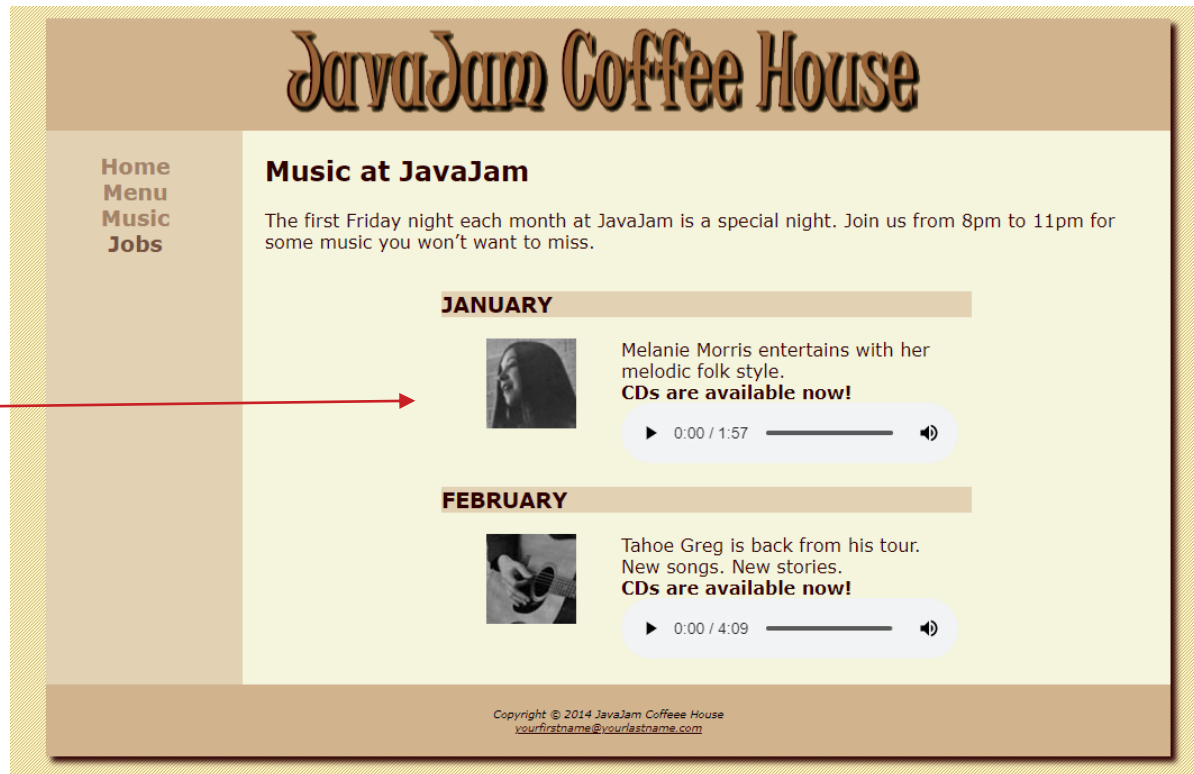 JavaJam Coffee House
Home
Menu
Music
Jobs
Music at JavaJam
The first Friday night each month at JavaJam is a special night. Join us from 8pm to 11pm for
some music you won’t want to miss.
JANUARY
Melanie Morris entertains with her
melodic folk style.
CDs are available now!
0:00 / 1:57
FEBRUARY
Tahoe Greg is back from his tour.
New songs. New stories.
CDs are available now!
0:00 / 4:09
Copyright © 2014 JavaJam Coffeee House
yourfirstname@yourlastname.com